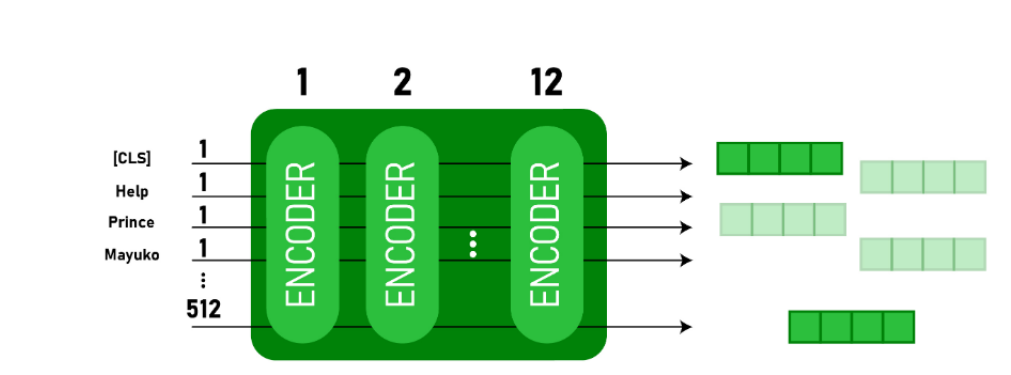 1 2 12
[CLS] 1
Help 1
Prince 1
Mayuko 1
512
ENCODER ENCODER ENCODER